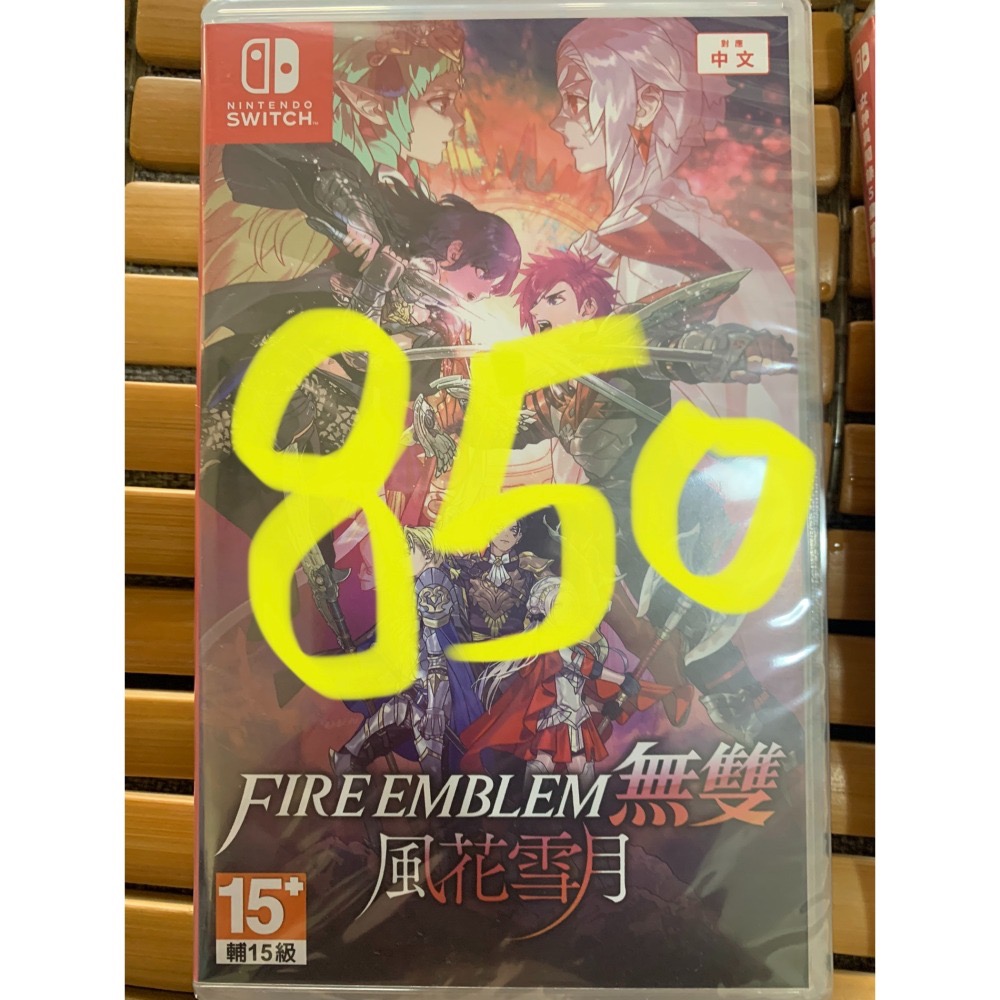 NINTENDO
SWITCH™
對應
中文
850
FIRE EMBLEM無雙
風花雪月
15+
輔15級